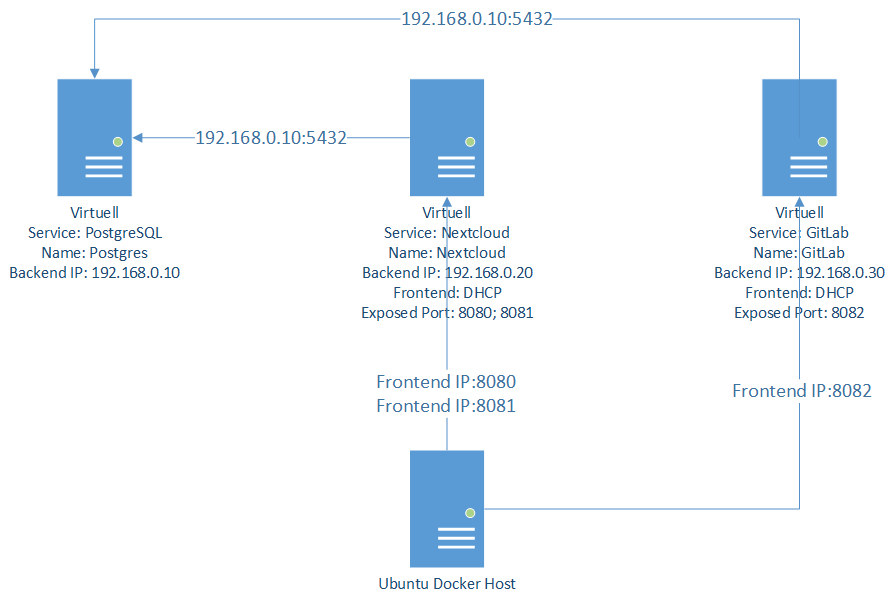 192.168.0.10:5432
192.168.0.10:5432
Virtuell
Service: PostgreSQL
Name: Postgres
Backend IP: 192.168.0.10
Virtuell
Service: Nextcloud
Name: Nextcloud
Backend IP: 192.168.0.20
Frontend: DHCP
Exposed Port: 8080; 8081
Virtuell
Service: GitLab
Name: GitLab
Backend IP: 192.168.0.30
Frontend: DHCP
Exposed Port: 8082
Frontend IP:8080
Frontend IP:8081
Frontend IP:8082
Ubuntu Docker Host